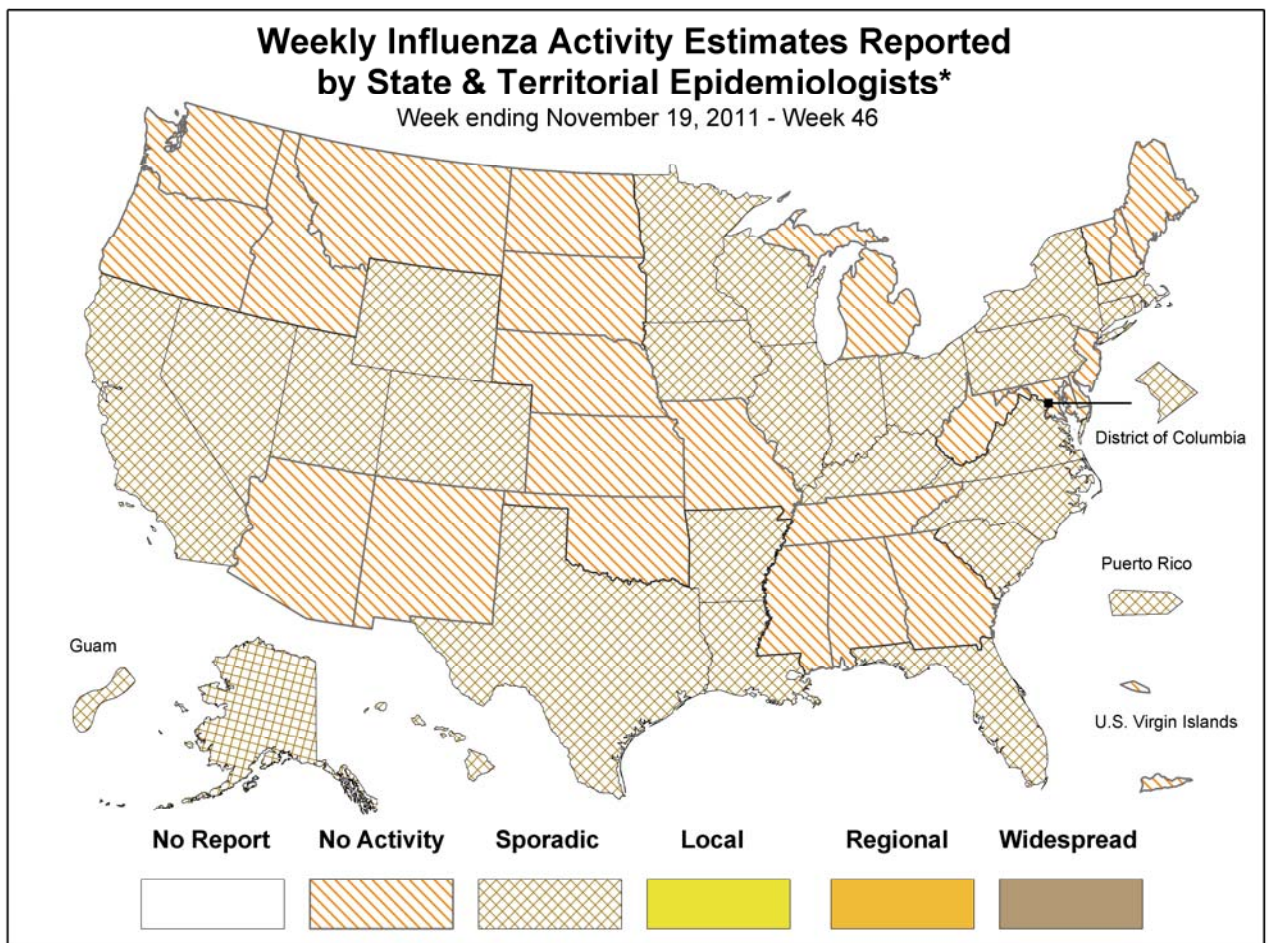 Weekly Influenza Activity Estimates Reported
by State & Territorial Epidemiologists*
Week ending November 19, 2011 - Week 46
District of Columbia
Puerto Rico
Guam
U.S. Virgin Islands
No Report
No Activity
Sporadic
Local
Regional
Widespread